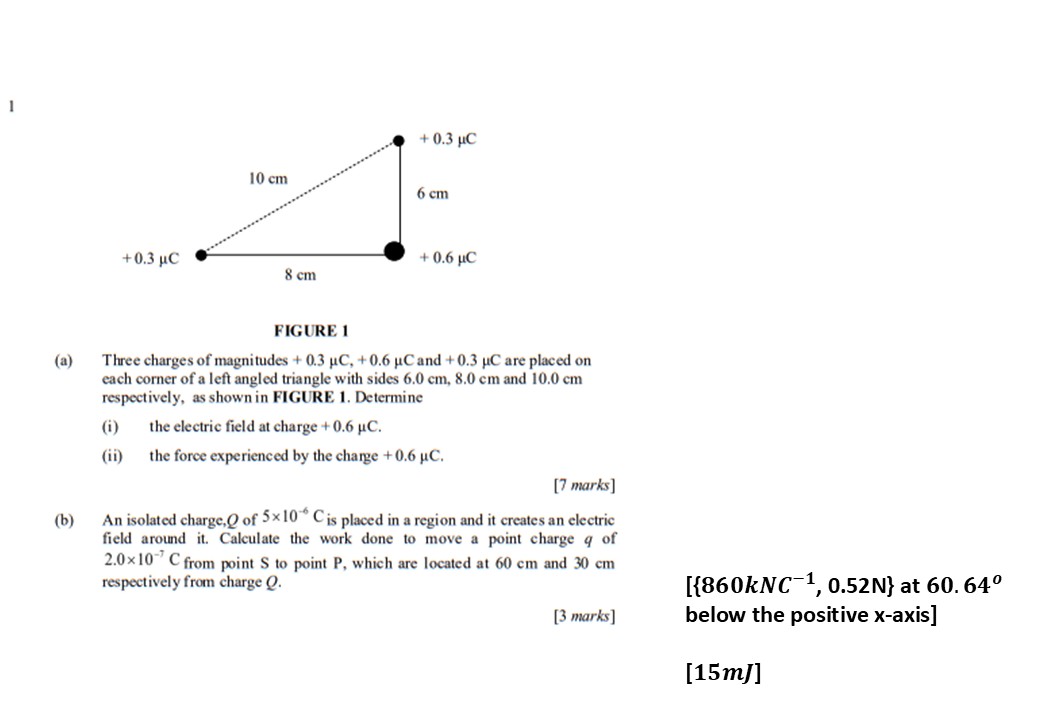 1
+ 0.3 μC
10 cm
6 cm
+0.3 μC
+ 0.6 μC
8 cm
FIGURE 1
(a) Three charges of magnitudes + 0.3 μC, +0.6 μC and +0.3 μC are placed on
each corner of a left angled triangle with sides 6.0 cm, 8.0 cm and 10.0 cm
respectively, as shown in FIGURE 1. Determine
(i) the electric field at charge +0.6 μC.
(ii) the force experienced by the charge +0.6 μC.
[7 marks]
(b) An isolated charge,Q of 5×10⁻⁶ C is placed in a region and it creates an electric
field around it. Calculate the work done to move a point charge q of
2.0×10⁻⁷ C from point S to point P, which are located at 60 cm and 30 cm
respectively from charge Q.
[3 marks]
[{860kNC⁻¹, 0.52N} at 60.64⁰
below the positive x-axis]
[15mJ]